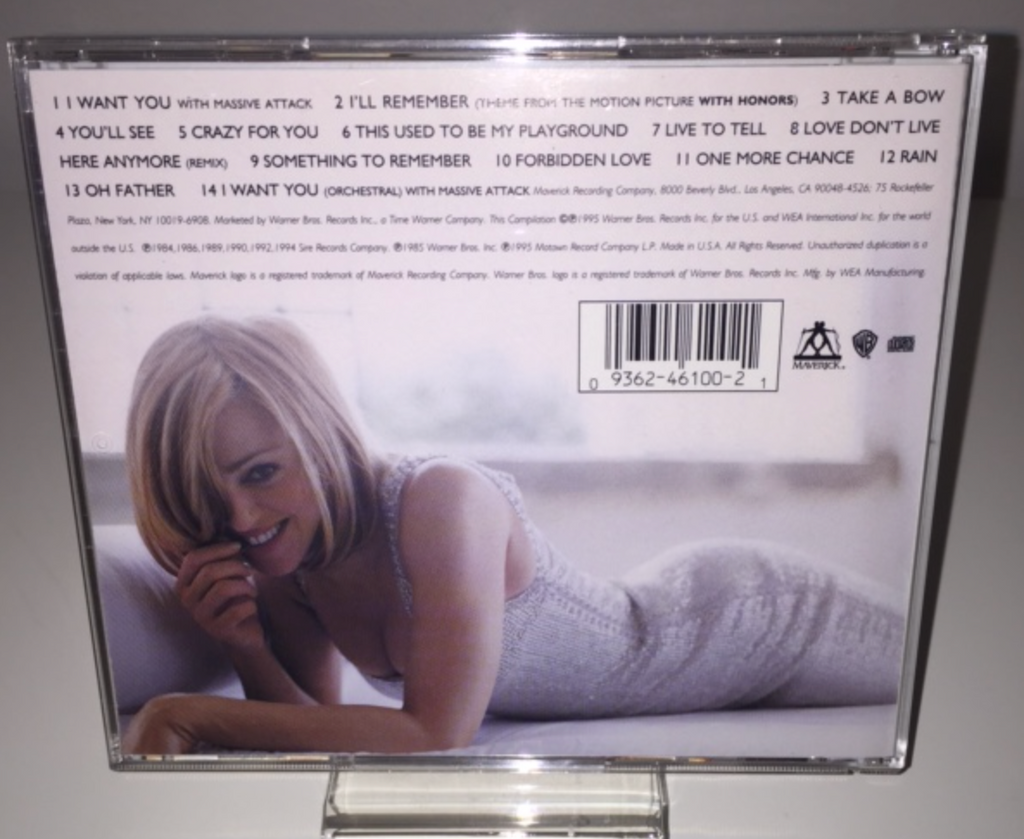 1 I WANT YOU WITH MASSIVE ATTACK 2 I'LL REMEMBER (THEME FROM THE MOTION PICTURE WITH HONORS) 3 TAKE A BOW
4 YOU'LL SEE 5 CRAZY FOR YOU 6 THIS USED TO BE MY PLAYGROUND 7 LIVE TO TELL 8 LOVE DON'T LIVE
HERE ANYMORE (REMIX) 9 SOMETHING TO REMEMBER 10 FORBIDDEN LOVE 11 ONE MORE CHANCE 12 RAIN
13 OH FATHER 14 I WANT YOU (ORCHESTRAL) WITH MASSIVE ATTACK Maverick Recording Company, 8000 Beverly Blvd., Los Angeles, CA 90048-4526; 75 Rockefeller
Plaza, New York, NY 10019-6908. Marketed by Warner Bros. Records Inc., a Time Warner Company. This Compilation ©℗1995 Warner Bros. Records Inc. for the U.S. and WEA International Inc. for the world
outside the U.S. ℗1984,1986,1989,1990,1992,1994 Sire Records Company. ℗1985 Warner Bros. Inc. ℗1995 Motown Record Company L.P. Made in U.S.A. All Rights Reserved. Unauthorized duplication is a
violation of applicable laws. Maverick logo is a registered trademark of Maverick Recording Company. Warner Bros. logo is a registered trademark of Warner Bros. Records Inc. Mfg. by WEA Manufacturing.
0 9362-46100-2 1
MAVERICK
WB